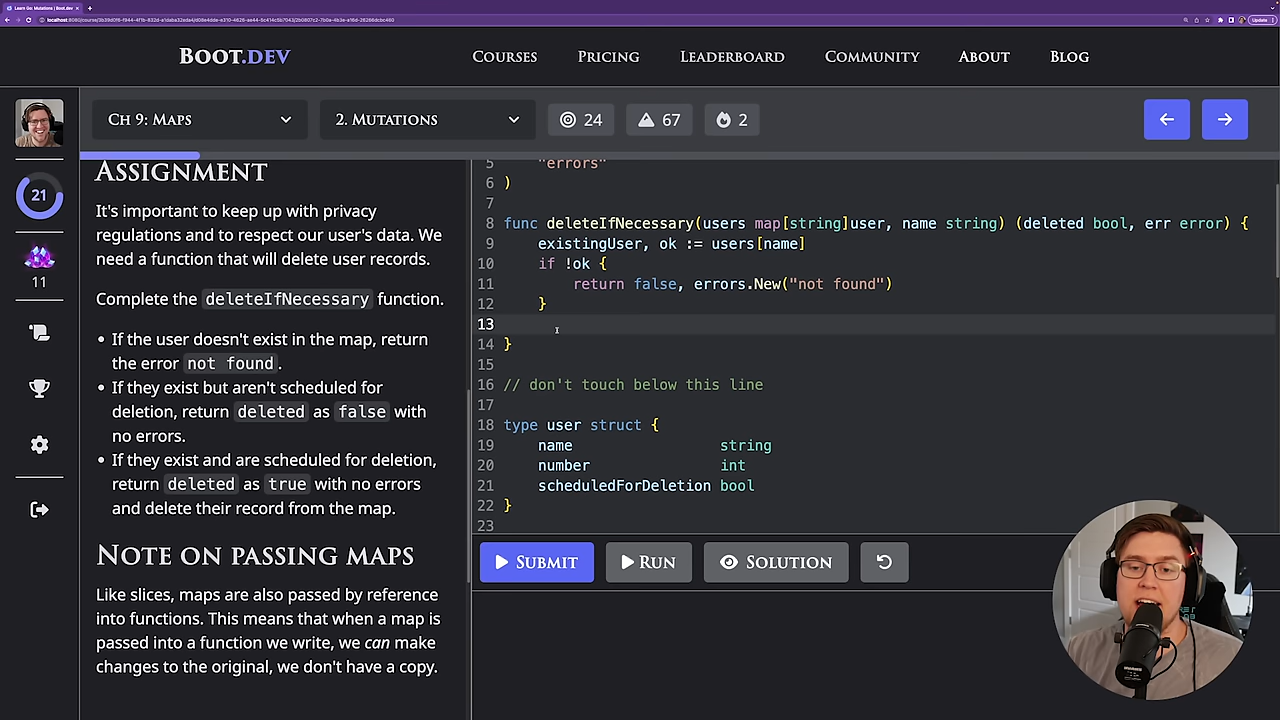 Learn Go: Mutations | Boot.dev
Update
BOOT.DEV
COURSES
PRICING
LEADERBOARD
COMMUNITY
ABOUT
BLOG
CH 9: MAPS
2. MUTATIONS
24
67
2
21
11
ASSIGNMENT
It's important to keep up with privacy
regulations and to respect our user's data. We
need a function that will delete user records.
Complete the deleteIfNecessary function.
• If the user doesn't exist in the map, return
the error not found.
• If they exist but aren't scheduled for
deletion, return deleted as false with
no errors.
• If they exist and are scheduled for deletion,
return deleted as true with no errors
and delete their record from the map.
NOTE ON PASSING MAPS
Like slices, maps are also passed by reference
into functions. This means that when a map is
passed into a function we write, we can make
changes to the original, we don't have a copy.
5 "errors"
6 )
7
8 func deleteIfNecessary(users map[string]user, name string) (deleted bool, err error) {
9 existingUser, ok := users[name]
10 if !ok {
11 return false, errors.New("not found")
12 }
13
14 }
15
16 // don't touch below this line
17
18 type user struct {
19 name string
20 number int
21 scheduledForDeletion bool
22 }
23
SUBMIT
RUN
SOLUTION